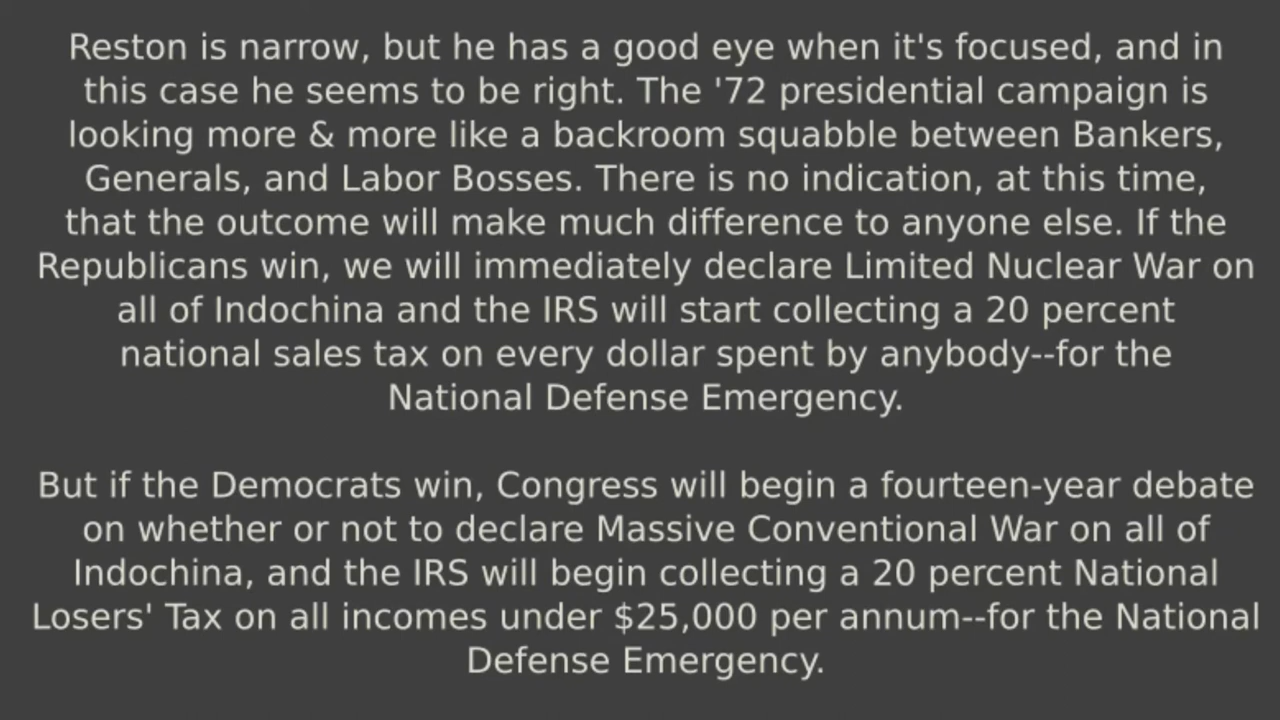 Reston is narrow, but he has a good eye when it's focused, and in
this case he seems to be right. The '72 presidential campaign is
looking more & more like a backroom squabble between Bankers,
Generals, and Labor Bosses. There is no indication, at this time,
that the outcome will make much difference to anyone else. If the
Republicans win, we will immediately declare Limited Nuclear War on
all of Indochina and the IRS will start collecting a 20 percent
national sales tax on every dollar spent by anybody--for the
National Defense Emergency.
But if the Democrats win, Congress will begin a fourteen-year debate
on whether or not to declare Massive Conventional War on all of
Indochina, and the IRS will begin collecting a 20 percent National
Losers' Tax on all incomes under $25,000 per annum--for the National
Defense Emergency.